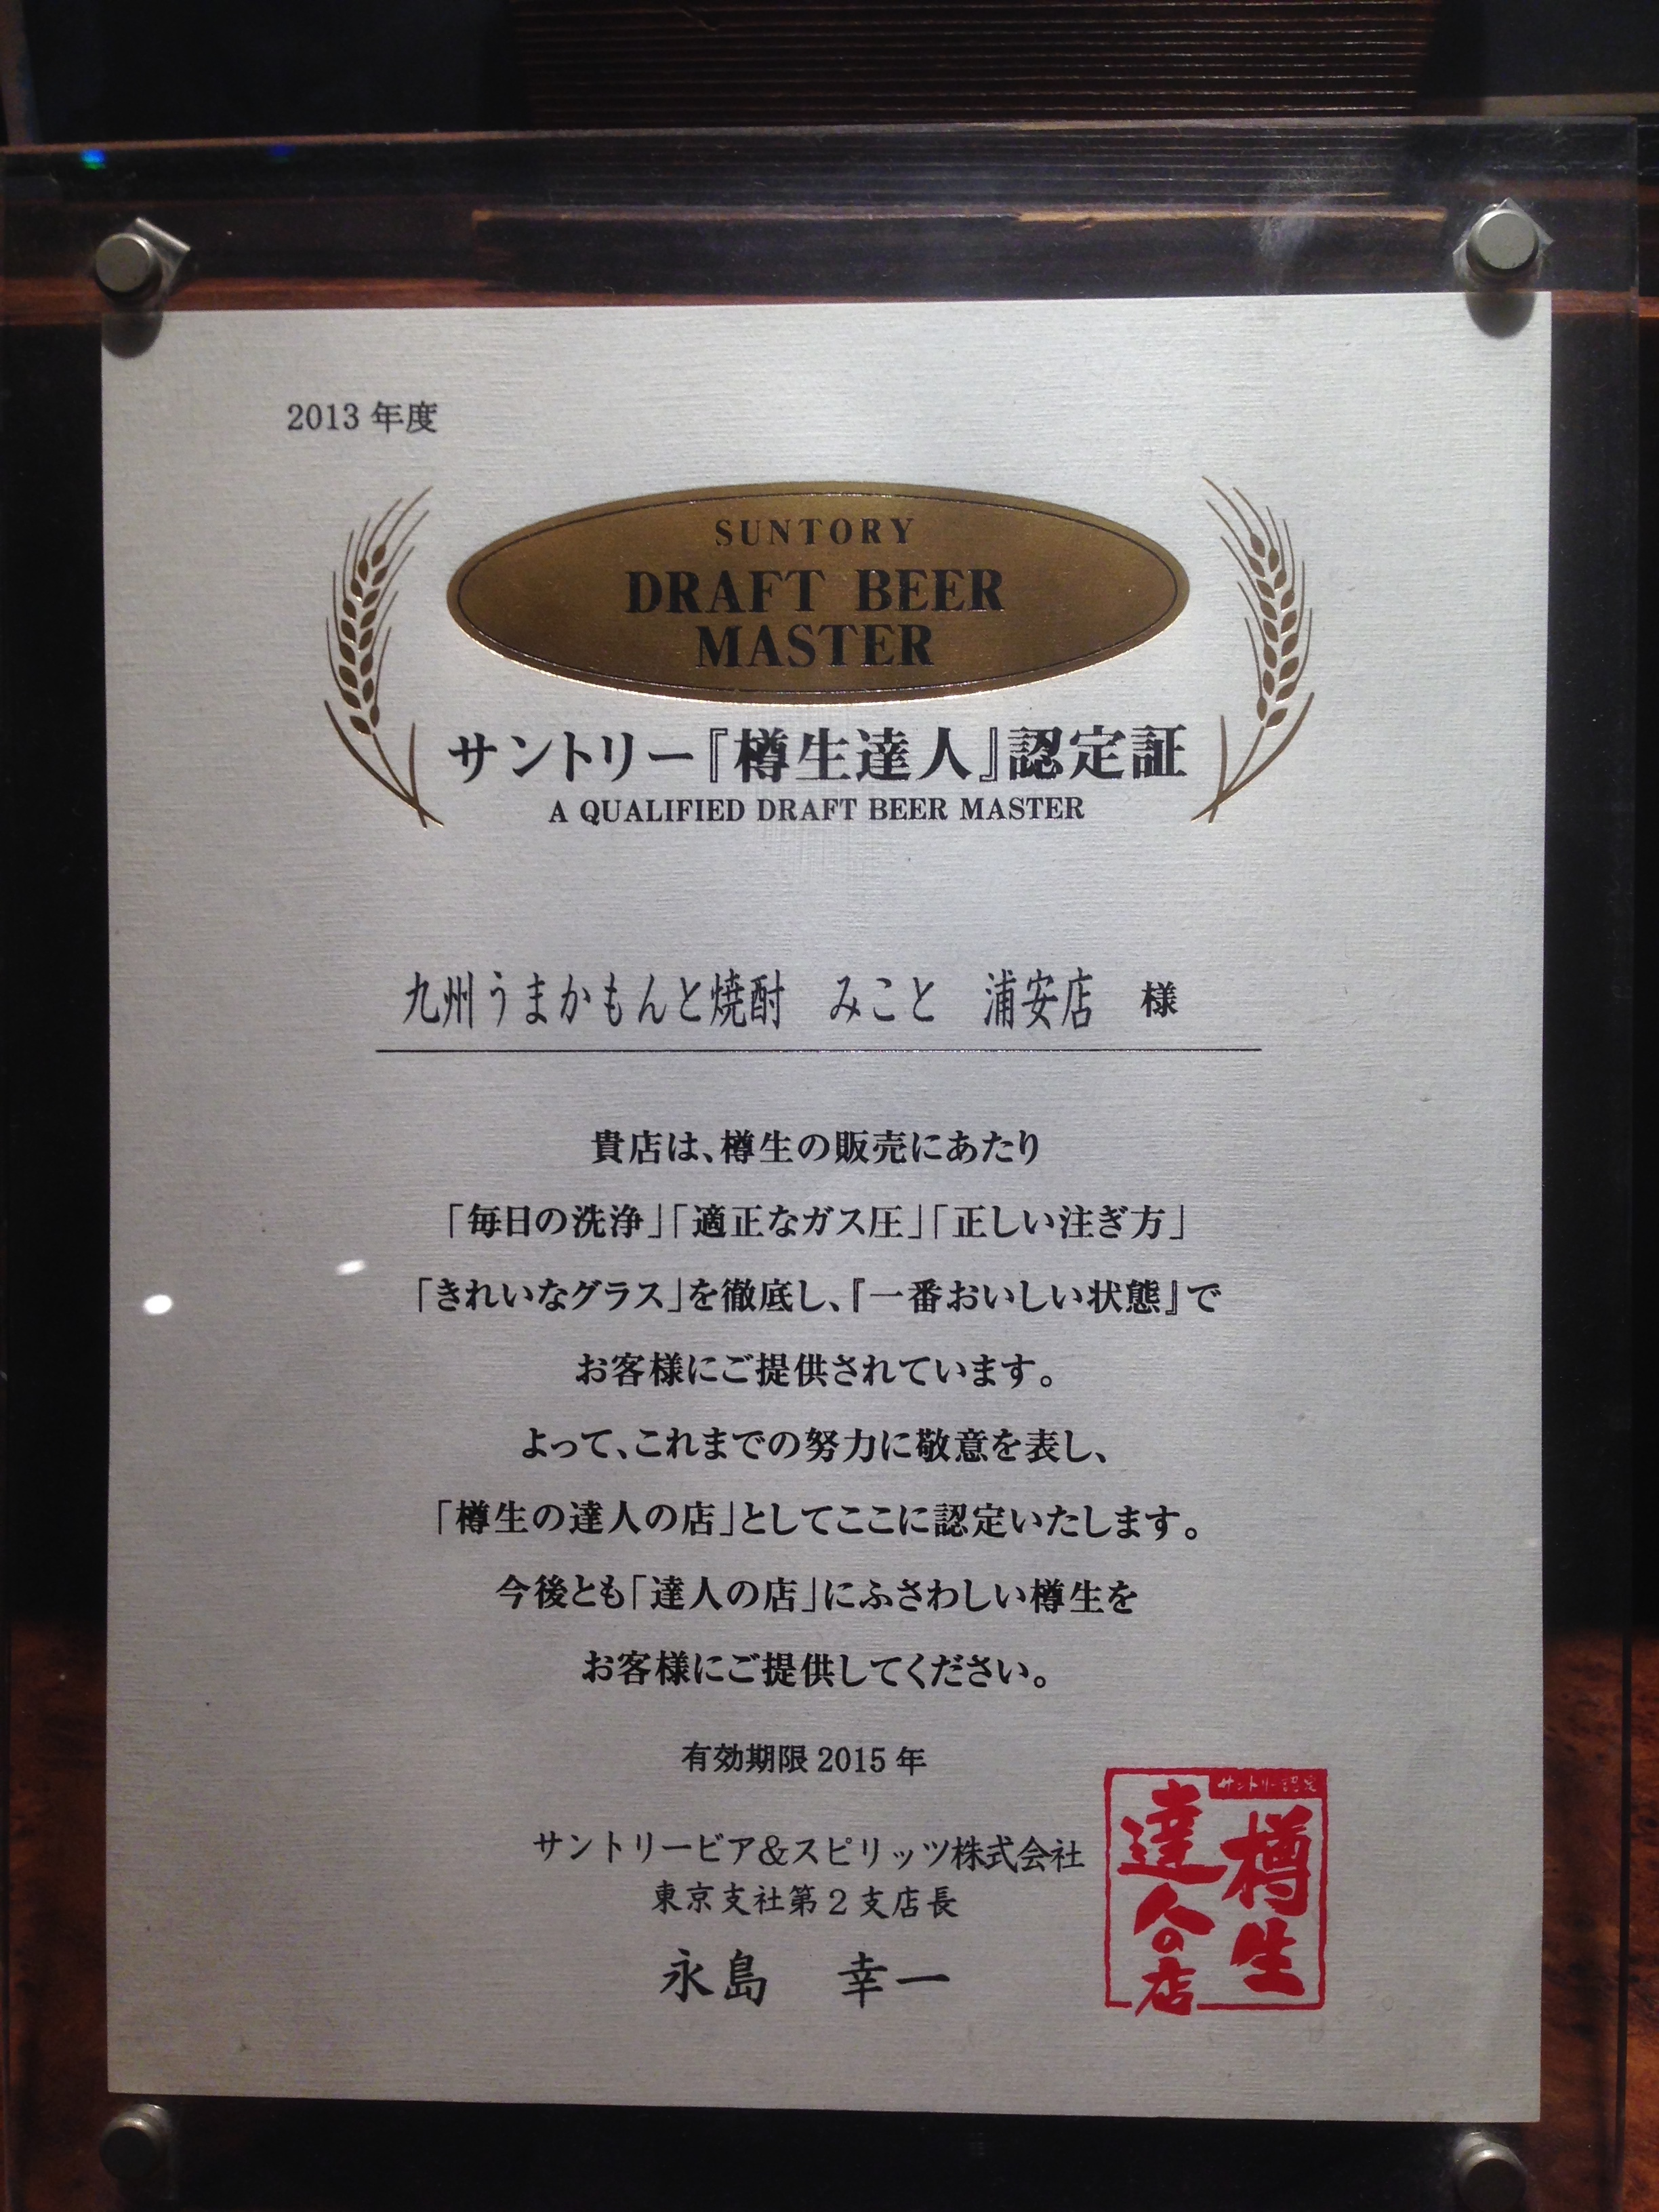 2013 年度
SUNTORY
DRAFT BEER
MASTER
サントリー『樽生達人』認定証
A QUALIFIED DRAFT BEER MASTER
九州うまかもんと焼酎　みこと　浦安店　様
貴店は、樽生の販売にあたり
「毎日の洗浄」「適正なガス圧」「正しい注ぎ方」
「きれいなグラス」を徹底し、『一番おいしい状態』で
お客様にご提供されています。
よって、これまでの努力に敬意を表し、
「樽生の達人の店」としてここに認定いたします。
今後とも「達人の店」にふさわしい樽生を
お客様にご提供してください。
有効期限 2015 年
サントリービア&スピリッツ株式会社
東京支社第2支店長
永島　幸一
サントリー認定
樽生
達人の店